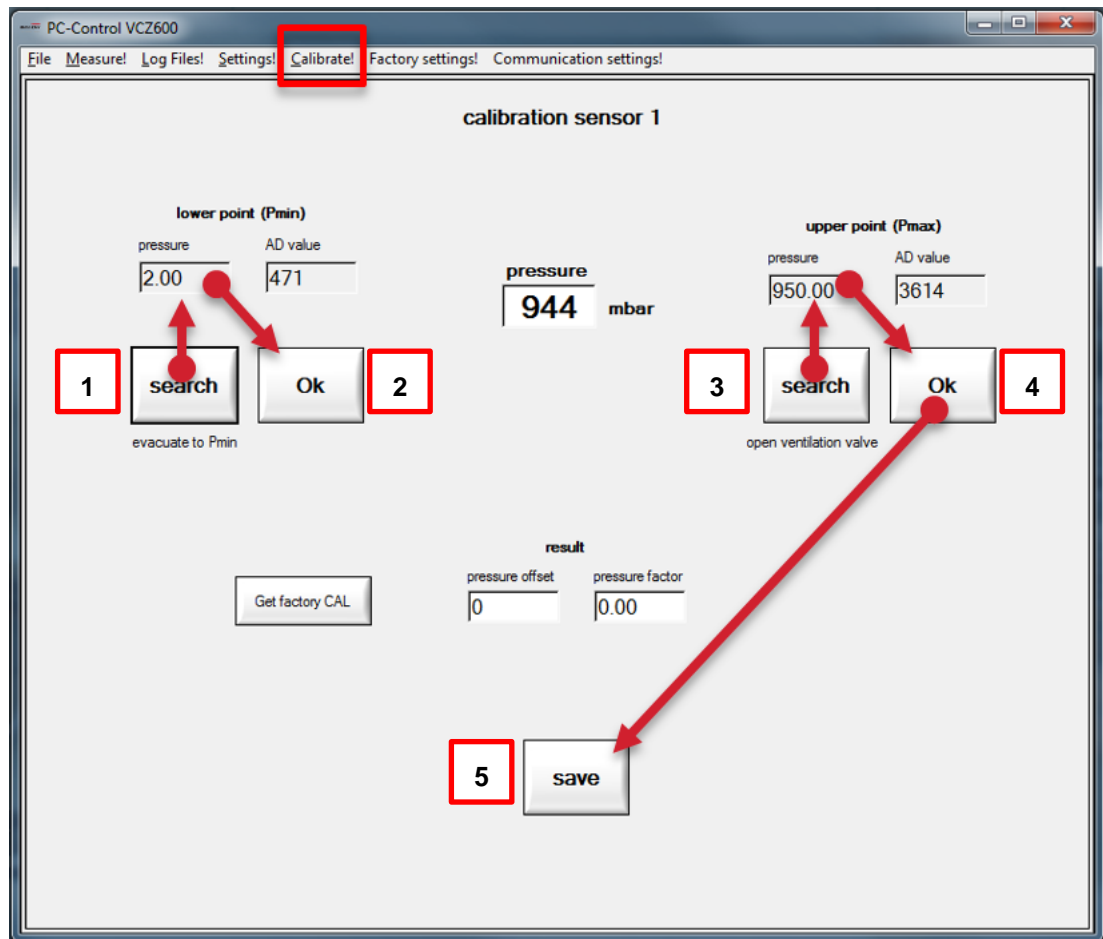 PC-Control VCZ600
File Measure! Log Files! Settings! Calibrate! Factory settings! Communication settings!
calibration sensor 1
lower point (Pmin)
pressure AD value
2.00 471
1 search Ok 2
evacuate to Pmin
pressure
944 mbar
upper point (Pmax)
pressure AD value
950.00 3614
3 search Ok 4
open ventilation valve
result
pressure offset pressure factor
Get factory CAL 0 0.00
5 save